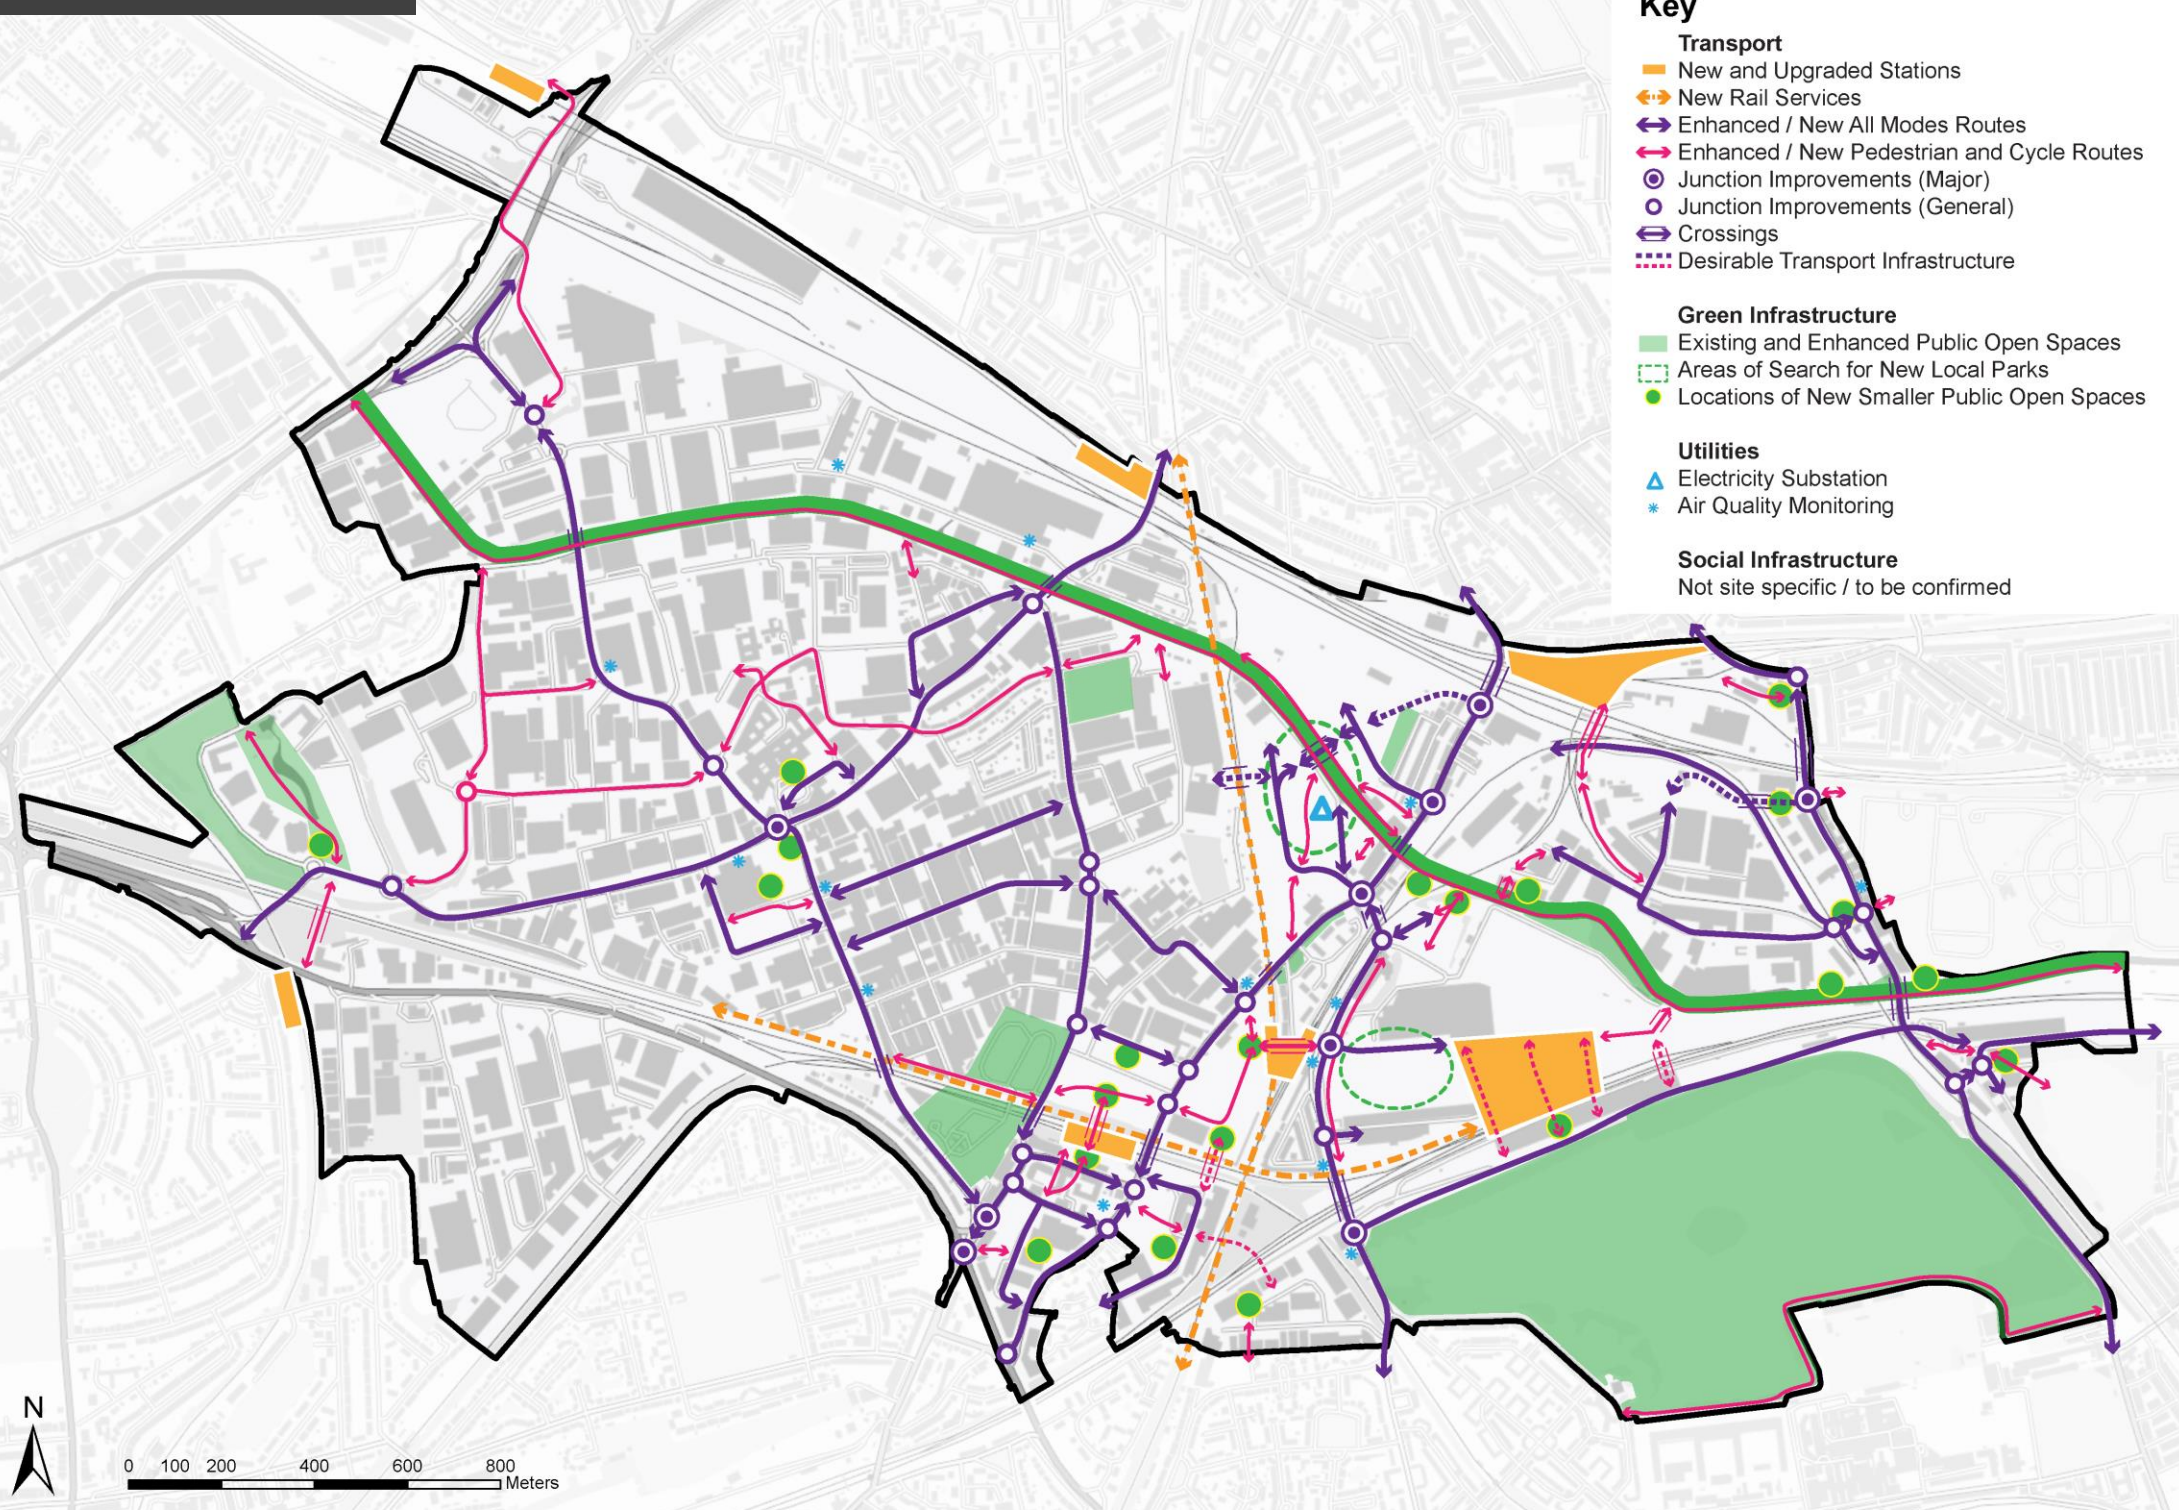 Key
Transport
New and Upgraded Stations
New Rail Services
Enhanced / New All Modes Routes
Enhanced / New Pedestrian and Cycle Routes
Junction Improvements (Major)
Junction Improvements (General)
Crossings
Desirable Transport Infrastructure
Green Infrastructure
Existing and Enhanced Public Open Spaces
Areas of Search for New Local Parks
Locations of New Smaller Public Open Spaces
Utilities
Electricity Substation
Air Quality Monitoring
Social Infrastructure
Not site specific / to be confirmed
N
0 100 200 400 600 800
Meters